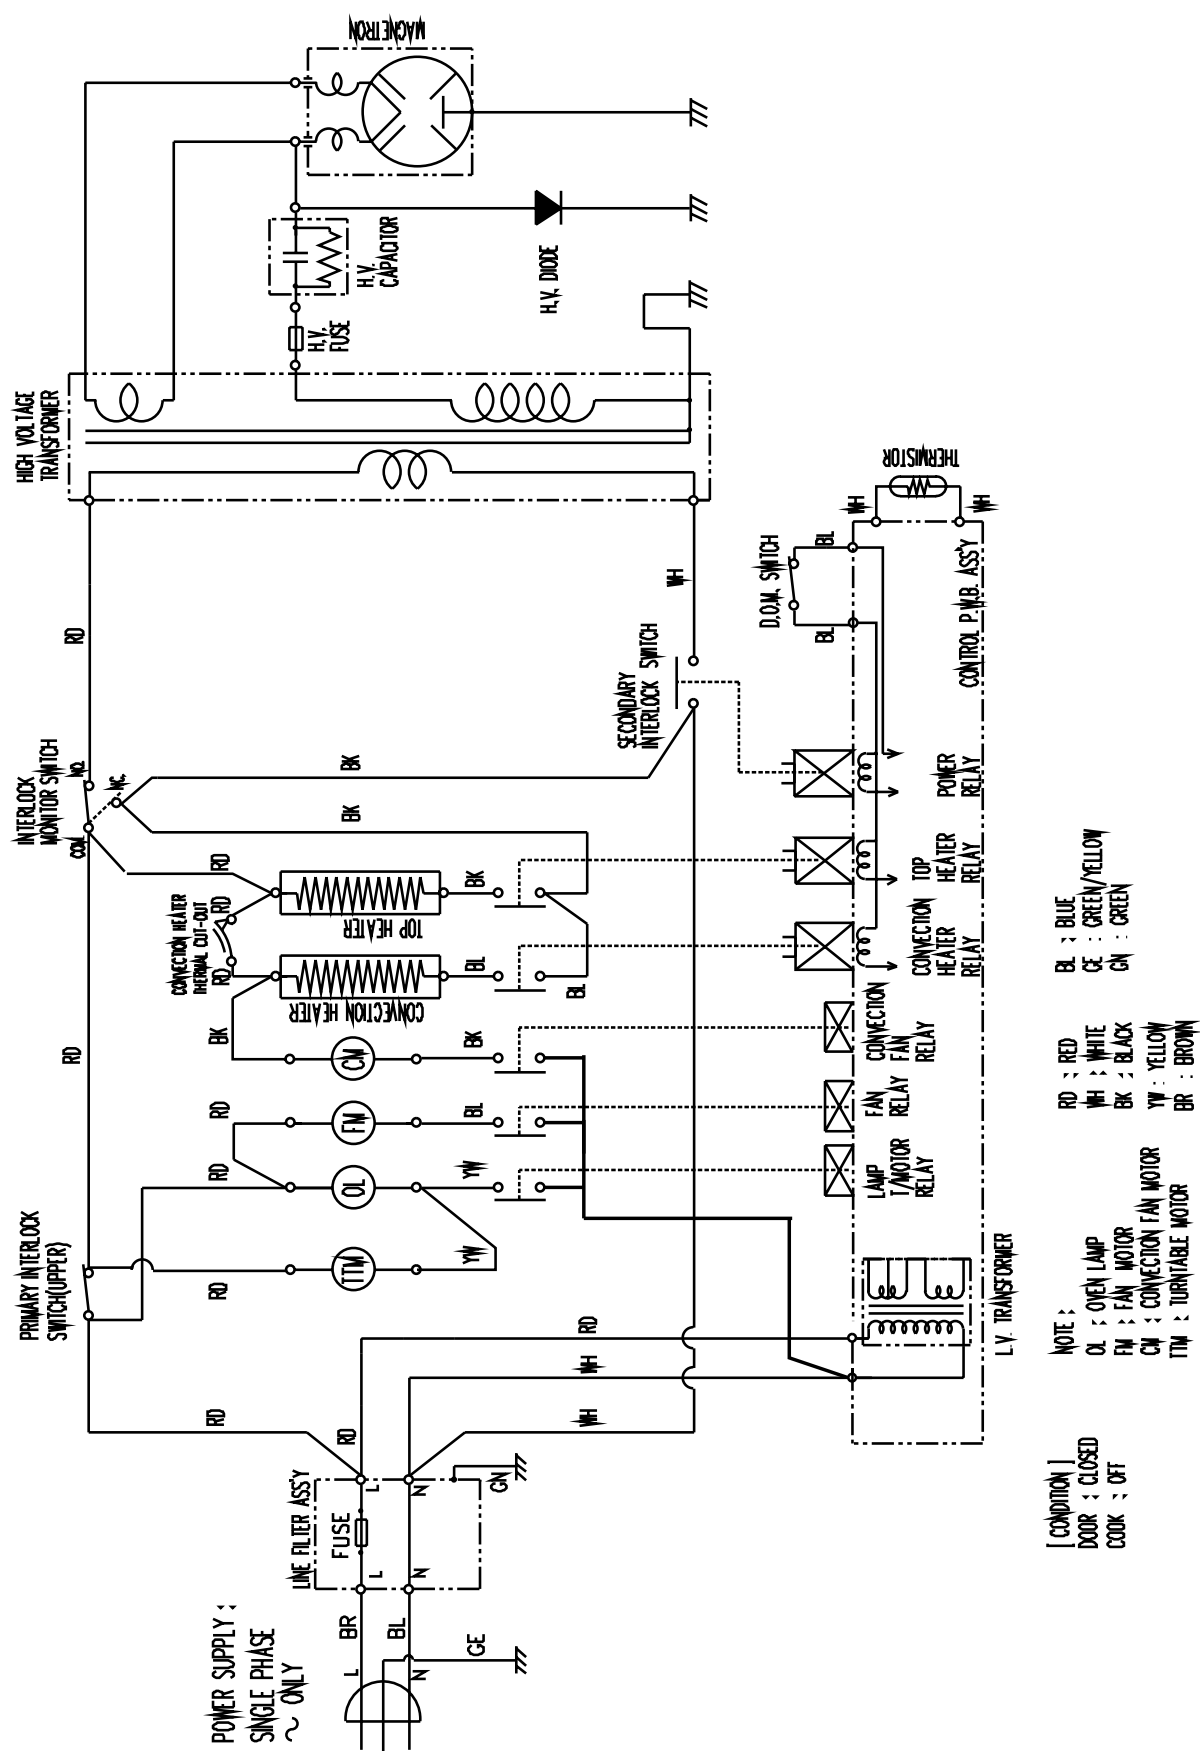 MAGNETRON
H.V.
CAPACITOR
H.V. DIODE
H.V.
FUSE
HIGH VOLTAGE
TRANSFORMER
THERMISTOR
WH
WH
BL
BL
D.O.M. SWITCH
CONTROL P.W.B. ASS'Y
WH
RD
SECONDARY
INTERLOCK SWITCH
INTERLOCK
MONITOR SWITCH
COM.
NO.
NC.
BK
BK
RD
RD
RD
CONVECTION HEATER
THERMAL CUT-OUT
TOP HEATER
BK
CONVECTION HEATER
BL
BL
POWER
RELAY
TOP
HEATER
RELAY
CONVECTION
HEATER
RELAY
CONVECTION
FAN
RELAY
FAN
RELAY
LAMP
T/MOTOR
RELAY
RD
BK
CM
BK
RD
FM
BL
RD
OL
YW
RD
TTM
YW
PRIMARY INTERLOCK
SWITCH(UPPER)
RD
WH
WH
RD
RD
L.V. TRANSFORMER
LINE FILTER ASS'Y
FUSE
L
N
L
N
GN
BR
BL
L
N
GE
POWER SUPPLY :
SINGLE PHASE
~ ONLY
NOTE :
OL : OVEN LAMP
FM : FAN MOTOR
CM : CONVECTION FAN MOTOR
TTM : TURNTABLE MOTOR
RD : RED
WH : WHITE
BK : BLACK
YW : YELLOW
BR : BROWN
BL : BLUE
GE : GREEN/YELLOW
GN : GREEN
[ CONDITION ]
DOOR : CLOSED
COOK : OFF